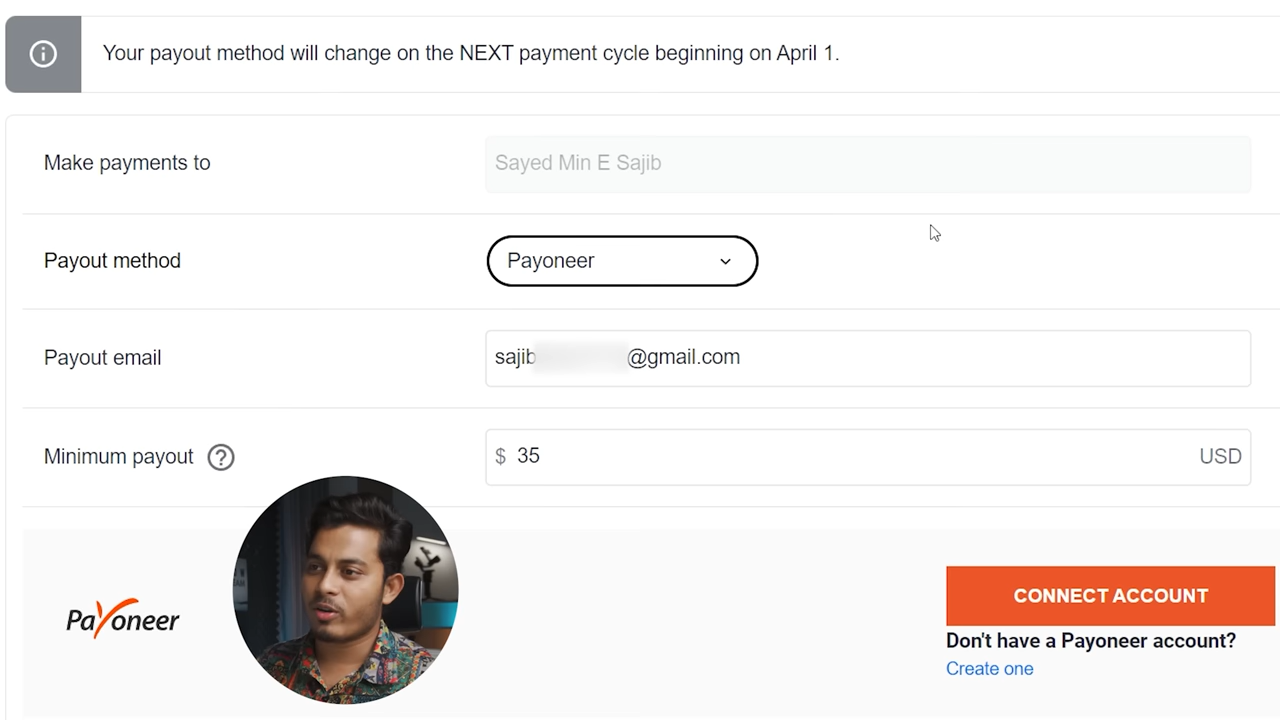 Your payout method will change on the NEXT payment cycle beginning on April 1.
Make payments to
Sayed Min E Sajib
Payout method
Payoneer
Payout email
sajib @gmail.com
Minimum payout
$ 35 USD
Payoneer
CONNECT ACCOUNT
Don't have a Payoneer account?
Create one